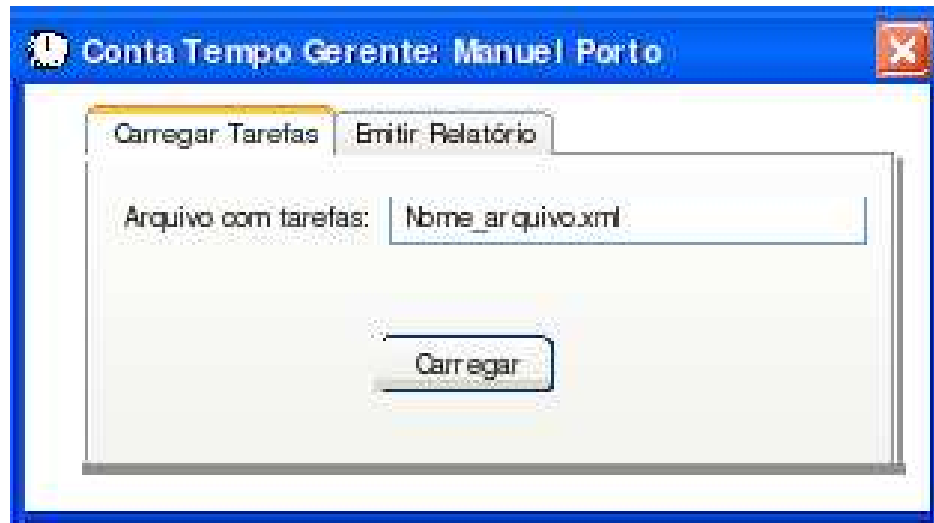 Conta Tempo Gerente: Manuel Porto
Carregar Tarefas Emitir Relatório
Arquivo com tarefas: Nome_arquivo.xml
Carregar